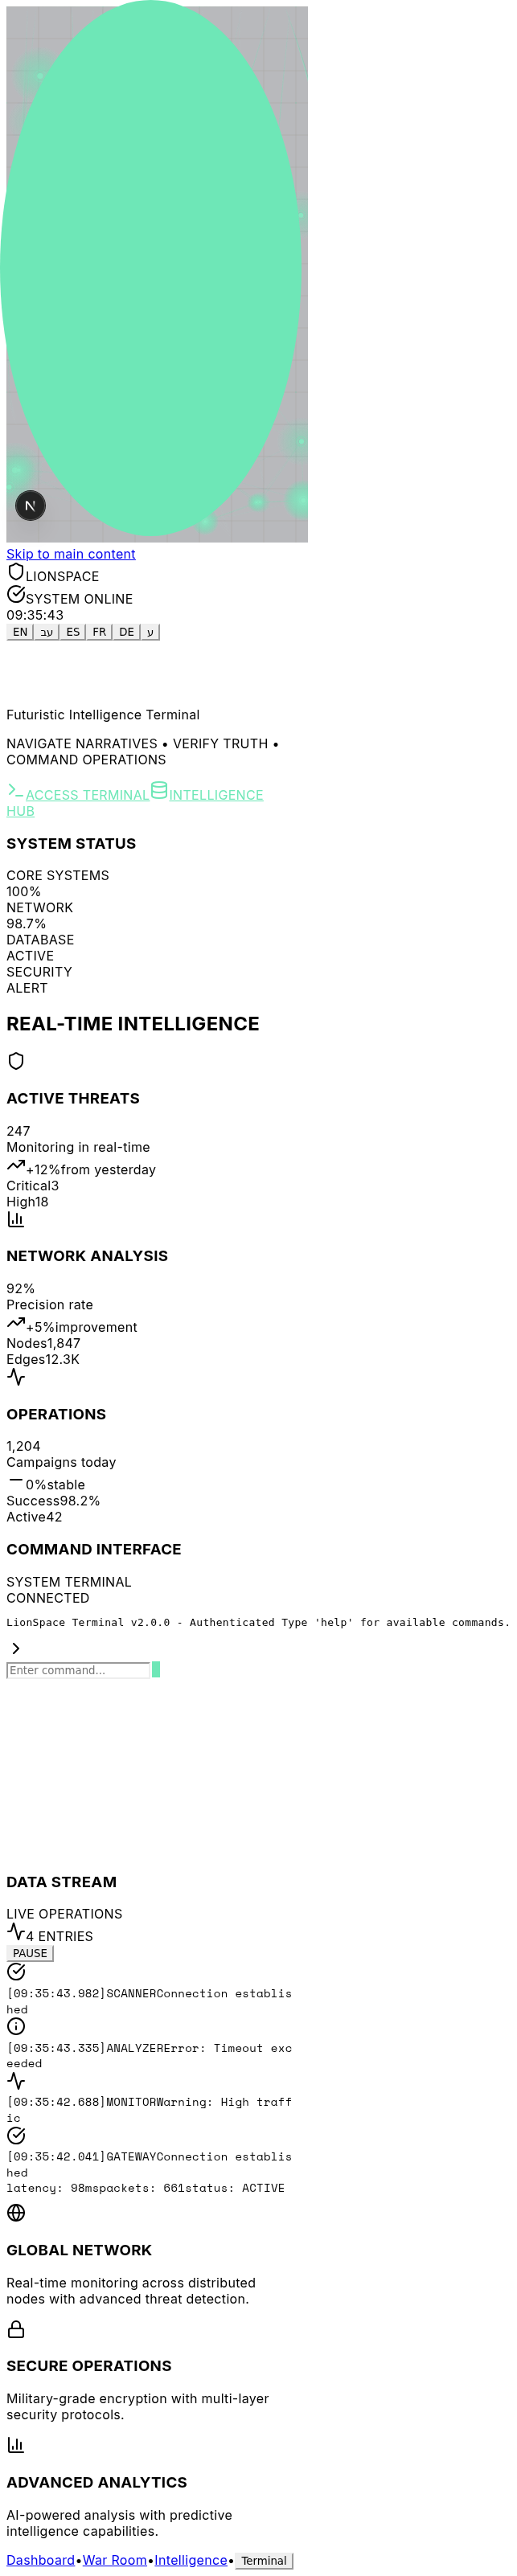 N
Skip to main content
LIONSPACE
SYSTEM ONLINE
09:35:43
EN עב ES FR DE ע
Futuristic Intelligence Terminal
NAVIGATE NARRATIVES • VERIFY TRUTH •
COMMAND OPERATIONS
ACCESS TERMINAL INTELLIGENCE
HUB
SYSTEM STATUS
CORE SYSTEMS
100%
NETWORK
98.7%
DATABASE
ACTIVE
SECURITY
ALERT
REAL-TIME INTELLIGENCE
ACTIVE THREATS
247
Monitoring in real-time
+12%from yesterday
Critical3
High18
NETWORK ANALYSIS
92%
Precision rate
+5%improvement
Nodes1,847
Edges12.3K
OPERATIONS
1,204
Campaigns today
0%stable
Success98.2%
Active42
COMMAND INTERFACE
SYSTEM TERMINAL
CONNECTED
LionSpace Terminal v2.0.0 - Authenticated Type 'help' for available commands.
Enter command...
DATA STREAM
LIVE OPERATIONS
4 ENTRIES
PAUSE
[09:35:43.982]SCANNERConnection establis
hed
[09:35:43.335]ANALYZERError: Timeout exc
eeded
[09:35:42.688]MONITORWarning: High traff
ic
[09:35:42.041]GATEWAYConnection establis
hed
latency: 98mspackets: 661status: ACTIVE
GLOBAL NETWORK
Real-time monitoring across distributed
nodes with advanced threat detection.
SECURE OPERATIONS
Military-grade encryption with multi-layer
security protocols.
ADVANCED ANALYTICS
AI-powered analysis with predictive
intelligence capabilities.
Dashboard•War Room•Intelligence•Terminal